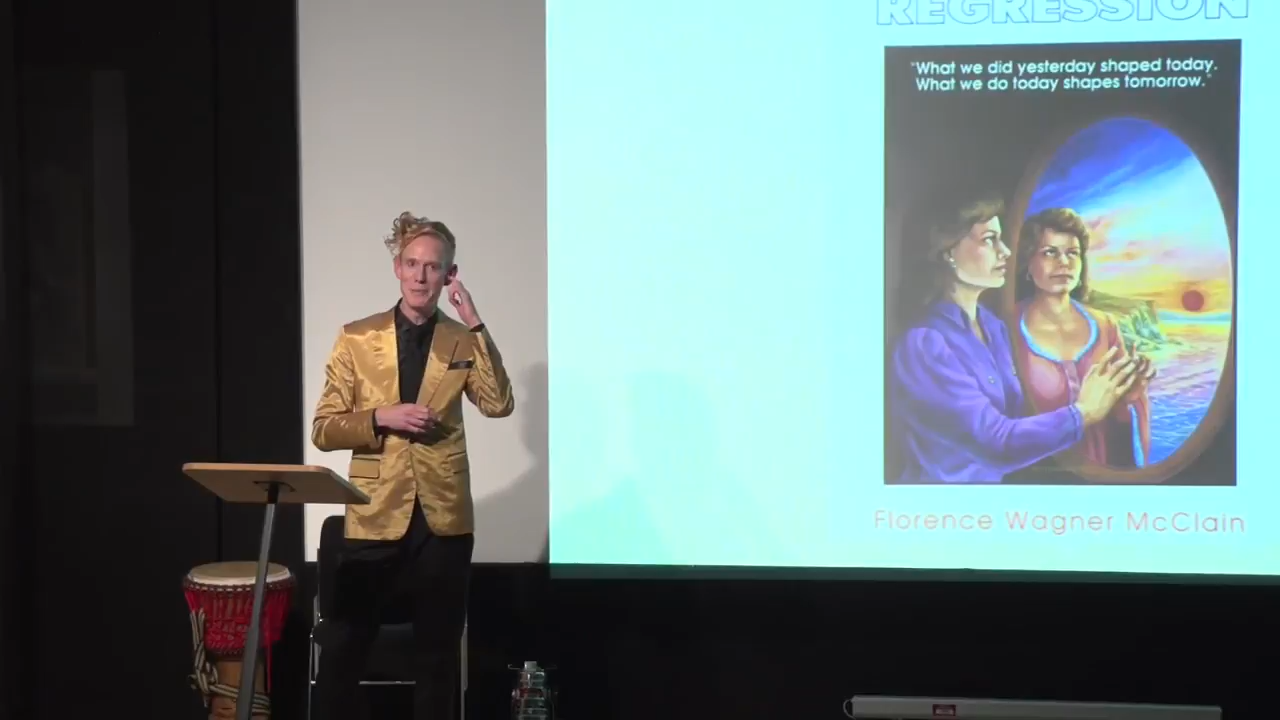 REGRESSION
"What we did yesterday shaped today.
What we do today shapes tomorrow."
Florence Wagner McClain